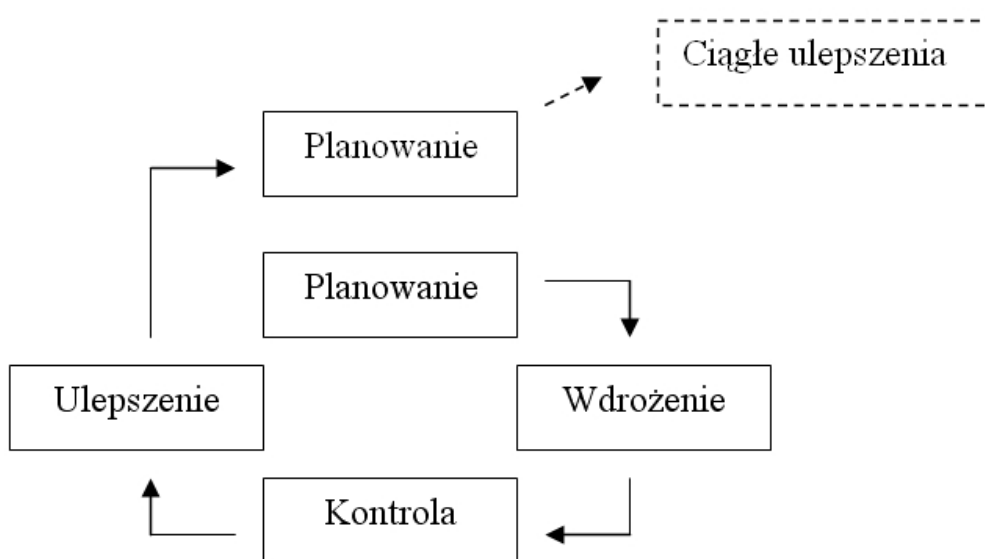 Ciągłe ulepszenia
Planowanie
Planowanie
Ulepszenie
Wdrożenie
Kontrola